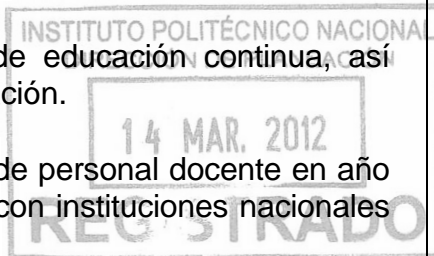 INSTITUTO POLITÉCNICO NACIONAL
de educación continua, así
ción.
14 MAR. 2012
de personal docente en año
con instituciones nacionales
REGISTRADO